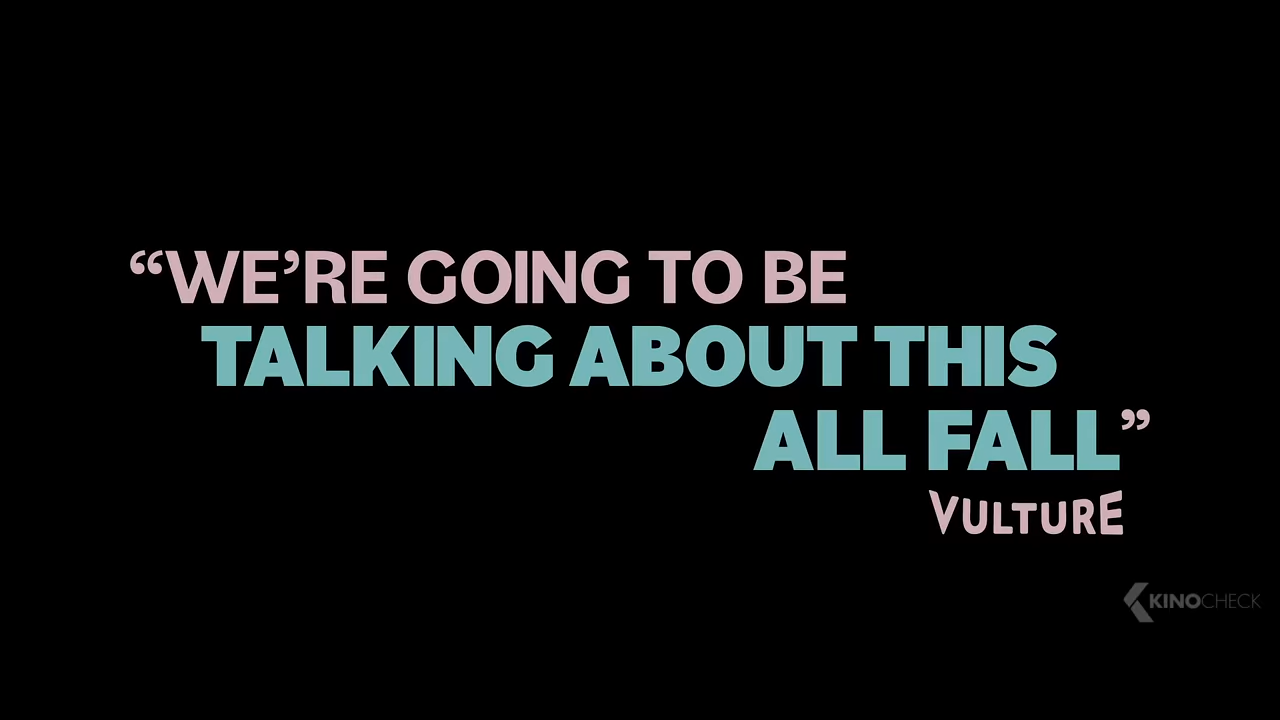 “WE’RE GOING TO BE
TALKING ABOUT THIS
ALL FALL”
VULTURE
KINOCHECK